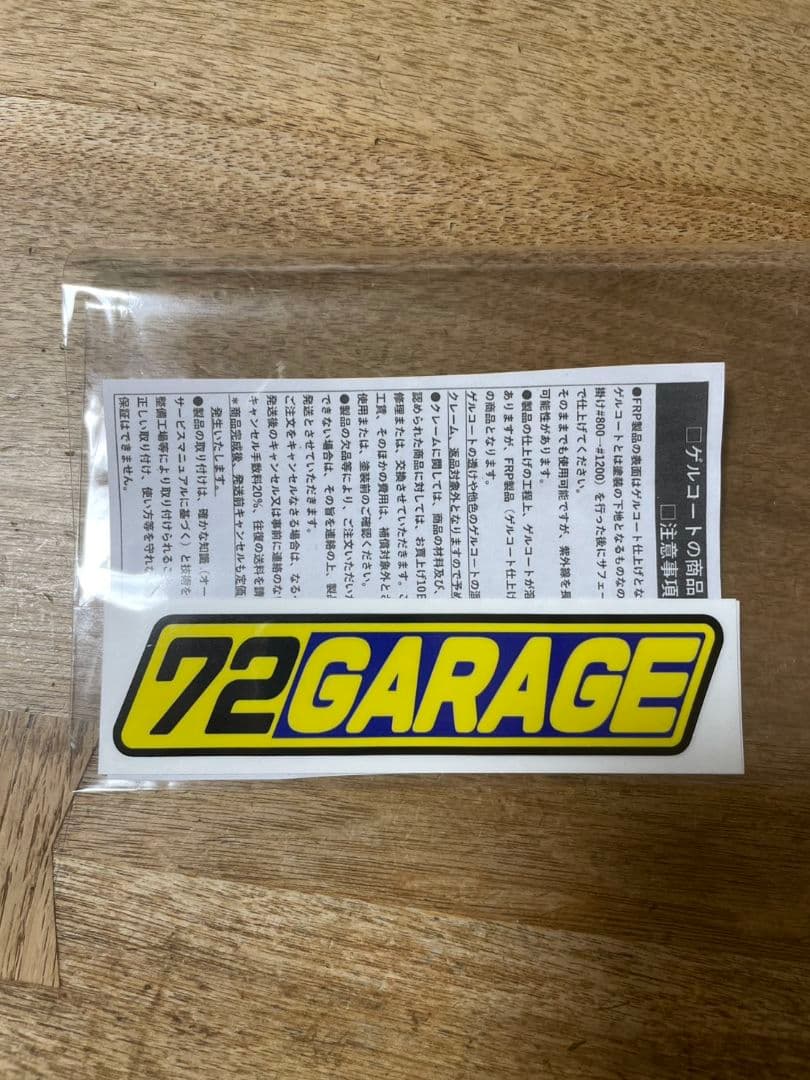 72GARAGE
□ゲルコートの商品
□注意事項
●FRP製品の表面はゲルコート仕上げとな
ゲルコートとは塗装の下地となるものなの
掛け#800~#1200）を行った後にサフェー
で仕上げてください。
そのままでも使用可能ですが、紫外線を長
可能性があります。
●製品の仕上げの工程上、ゲルコートが溶
ありますが、FRP製品（ゲルコート仕上げ
の商品となります。
ゲルコートの透けや他色のゲルコートの混
クレーム、返品対象外となりますので予め
●クレームに関しては、商品の材料及び、
認められた商品に対しては、お買上げ10日
修理または、交換させていただきます。こ
工賃、そのほかの費用は、補償対象外とさ
使用または、塗装前のご確認ください。
●製品の欠品等により、ご注文いただいた
できない場合は、その旨を連絡の上、製品
発送とさせていただきます。
ご注文をキャンセルなさる場合は、なるべ
発送後のキャンセル又は事前に連絡のない
キャンセル手数料20%、往復の送料を請
＊商品完成後、発送前キャンセルも定価
発生いたします。
●製品の取り付けは、確かな知識（オー
サービスマニュアルに基づく）と技術を
整備工場等により取り付けられるこ
正しい取り付け、使い方等を守れな
保証はできません。